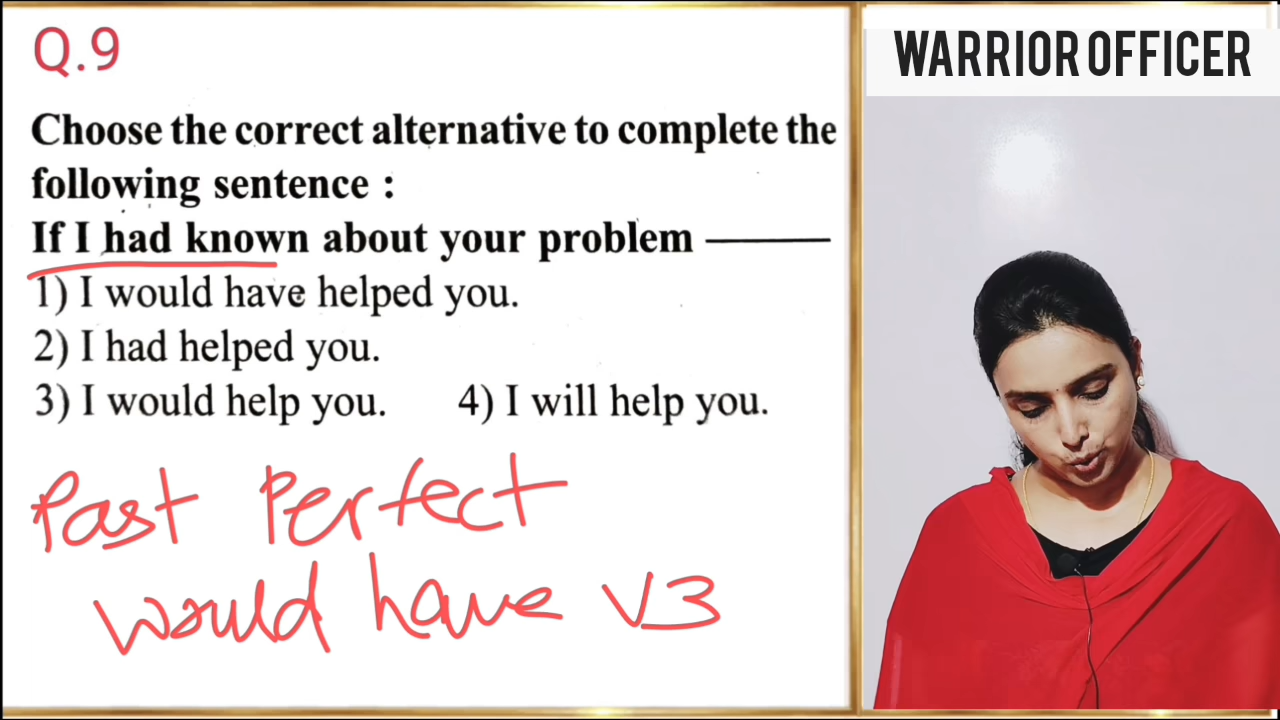 Q.9
WARRIOR OFFICER
Choose the correct alternative to complete the
following sentence :
If I had known about your problem ———
1) I would have helped you.
2) I had helped you.
3) I would help you. 4) I will help you.
Past Perfect
would have V3